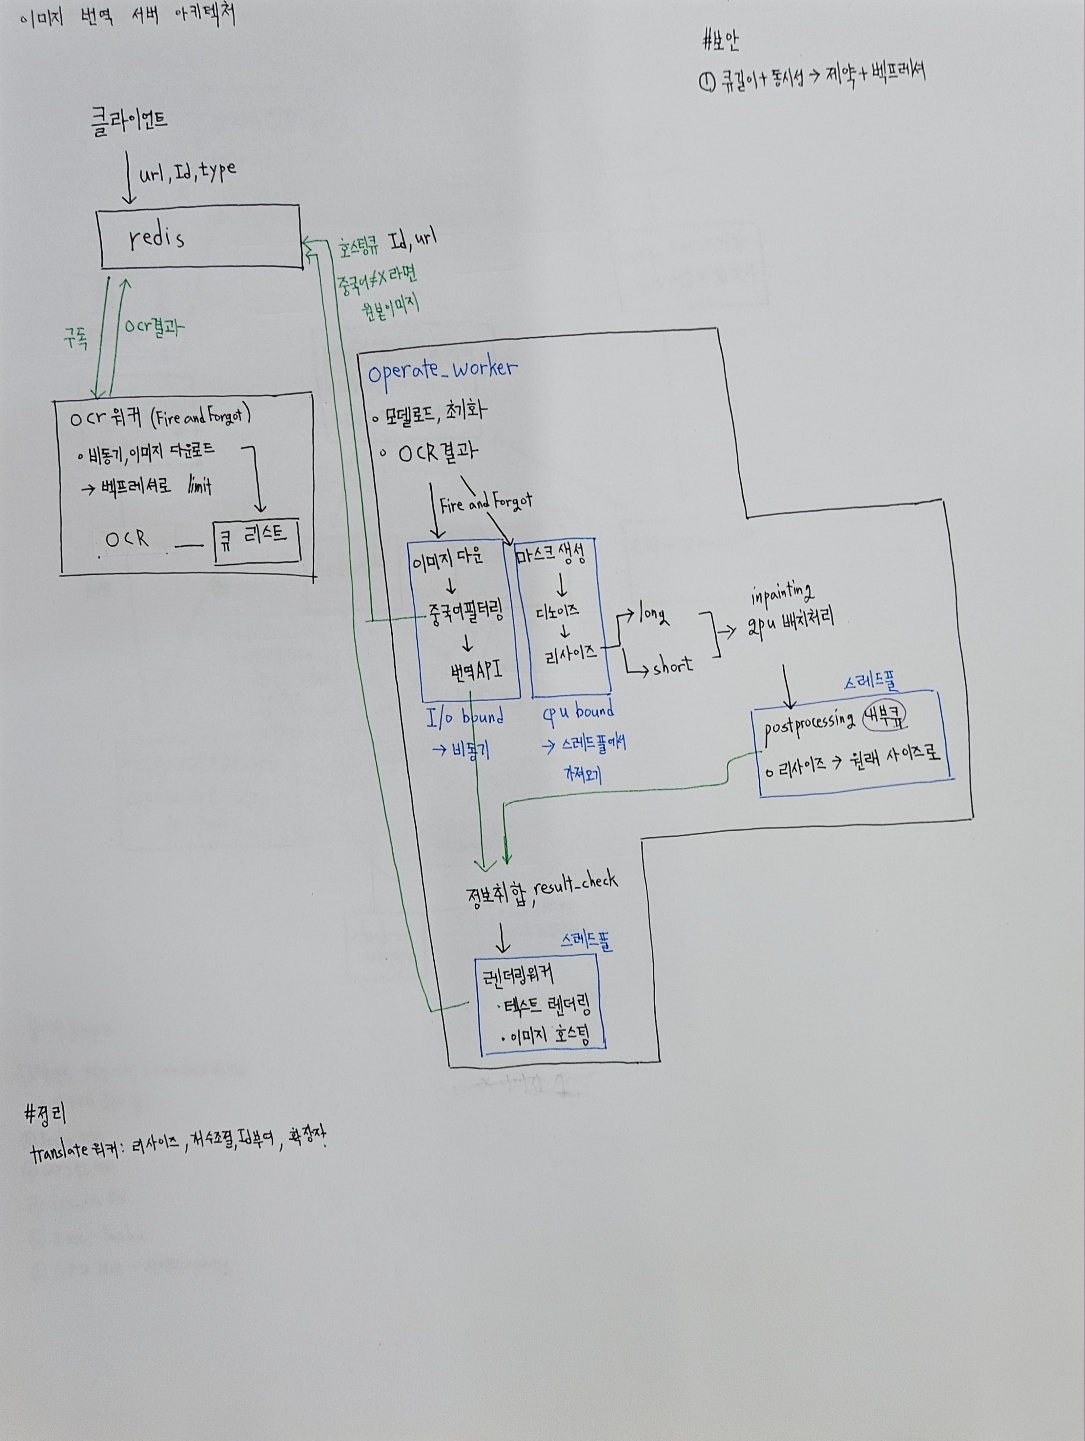 이미지 번역 서버 아키텍처
#보안
① 큐길이+동시성 → 제약+벡프레셔
클라이언트
url, Id, type
redis
호스팅큐 Id, url
중국어≠X라면
원본이미지
구독
Ocr결과
Ocr 워커 (Fire and Forgot)
• 비동기, 이미지 다운로드
→ 벡프레셔로 limit
OCR
큐 리스트
operate_worker
• 모델로드, 초기화
• OCR 결과
Fire and Forgot
이미지 다운
중국어필터링
번역API
I/o bound
→ 비동기
마스크 생성
디노이즈
리사이즈
cpu bound
→ 스레드풀에서
가져오기
long
short
inpainting
gpu 배치처리
스레드풀
postprocessing 내부큐
• 리사이즈 → 원래 사이즈로
정보취합, result_check
스레드풀
렌더링워커
• 텍스트 렌더링
• 이미지 호스팅
#정리
translate 워커: 리사이즈, Id부여, 확장자